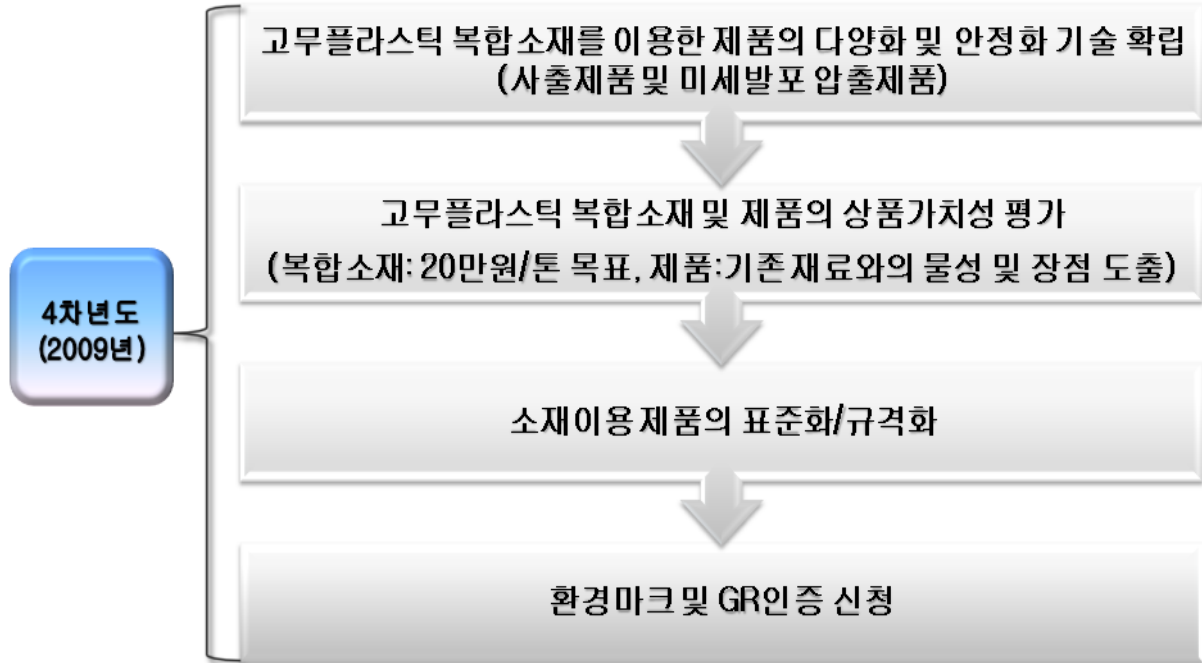 고무플라스틱 복합소재를 이용한 제품의 다양화 및 안정화 기술 확립
(사출제품 및 미세발포 압출제품)
고무플라스틱 복합소재 및 제품의 상품가치성 평가
(복합소재: 20만원/톤 목표, 제품:기존재료와의 물성 및 장점 도출)
4차년도
(2009년)
소재이용제품의 표준화/규격화
환경마크 및 GR인증 신청